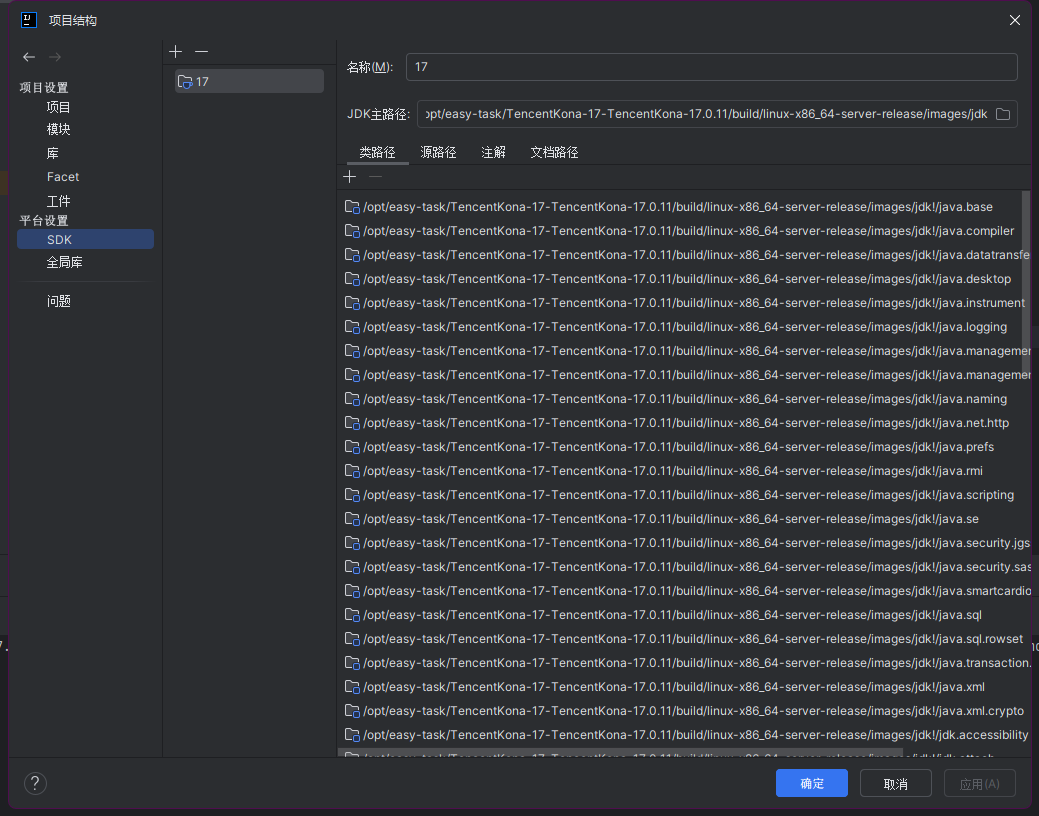 项目结构
项目设置
项目
模块
库
Facet
工件
平台设置
SDK
全局库
问题
17
名称(M):
17
JDK主路径:
opt/easy-task/TencentKona-17-TencentKona-17.0.11/build/linux-x86_64-server-release/images/jdk
类路径 源路径 注解 文档路径
/opt/easy-task/TencentKona-17-TencentKona-17.0.11/build/linux-x86_64-server-release/images/jdk!/java.base
/opt/easy-task/TencentKona-17-TencentKona-17.0.11/build/linux-x86_64-server-release/images/jdk!/java.compiler
/opt/easy-task/TencentKona-17-TencentKona-17.0.11/build/linux-x86_64-server-release/images/jdk!/java.datatransfe
/opt/easy-task/TencentKona-17-TencentKona-17.0.11/build/linux-x86_64-server-release/images/jdk!/java.desktop
/opt/easy-task/TencentKona-17-TencentKona-17.0.11/build/linux-x86_64-server-release/images/jdk!/java.instrument
/opt/easy-task/TencentKona-17-TencentKona-17.0.11/build/linux-x86_64-server-release/images/jdk!/java.logging
/opt/easy-task/TencentKona-17-TencentKona-17.0.11/build/linux-x86_64-server-release/images/jdk!/java.managemen
/opt/easy-task/TencentKona-17-TencentKona-17.0.11/build/linux-x86_64-server-release/images/jdk!/java.managemen
/opt/easy-task/TencentKona-17-TencentKona-17.0.11/build/linux-x86_64-server-release/images/jdk!/java.naming
/opt/easy-task/TencentKona-17-TencentKona-17.0.11/build/linux-x86_64-server-release/images/jdk!/java.net.http
/opt/easy-task/TencentKona-17-TencentKona-17.0.11/build/linux-x86_64-server-release/images/jdk!/java.prefs
/opt/easy-task/TencentKona-17-TencentKona-17.0.11/build/linux-x86_64-server-release/images/jdk!/java.rmi
/opt/easy-task/TencentKona-17-TencentKona-17.0.11/build/linux-x86_64-server-release/images/jdk!/java.scripting
/opt/easy-task/TencentKona-17-TencentKona-17.0.11/build/linux-x86_64-server-release/images/jdk!/java.se
/opt/easy-task/TencentKona-17-TencentKona-17.0.11/build/linux-x86_64-server-release/images/jdk!/java.security.jgs
/opt/easy-task/TencentKona-17-TencentKona-17.0.11/build/linux-x86_64-server-release/images/jdk!/java.security.sas
/opt/easy-task/TencentKona-17-TencentKona-17.0.11/build/linux-x86_64-server-release/images/jdk!/java.smartcardio
/opt/easy-task/TencentKona-17-TencentKona-17.0.11/build/linux-x86_64-server-release/images/jdk!/java.sql
/opt/easy-task/TencentKona-17-TencentKona-17.0.11/build/linux-x86_64-server-release/images/jdk!/java.sql.rowset
/opt/easy-task/TencentKona-17-TencentKona-17.0.11/build/linux-x86_64-server-release/images/jdk!/java.transaction.
/opt/easy-task/TencentKona-17-TencentKona-17.0.11/build/linux-x86_64-server-release/images/jdk!/java.xml
/opt/easy-task/TencentKona-17-TencentKona-17.0.11/build/linux-x86_64-server-release/images/jdk!/java.xml.crypto
/opt/easy-task/TencentKona-17-TencentKona-17.0.11/build/linux-x86_64-server-release/images/jdk!/jdk.accessibility
确定
取消
应用(A)